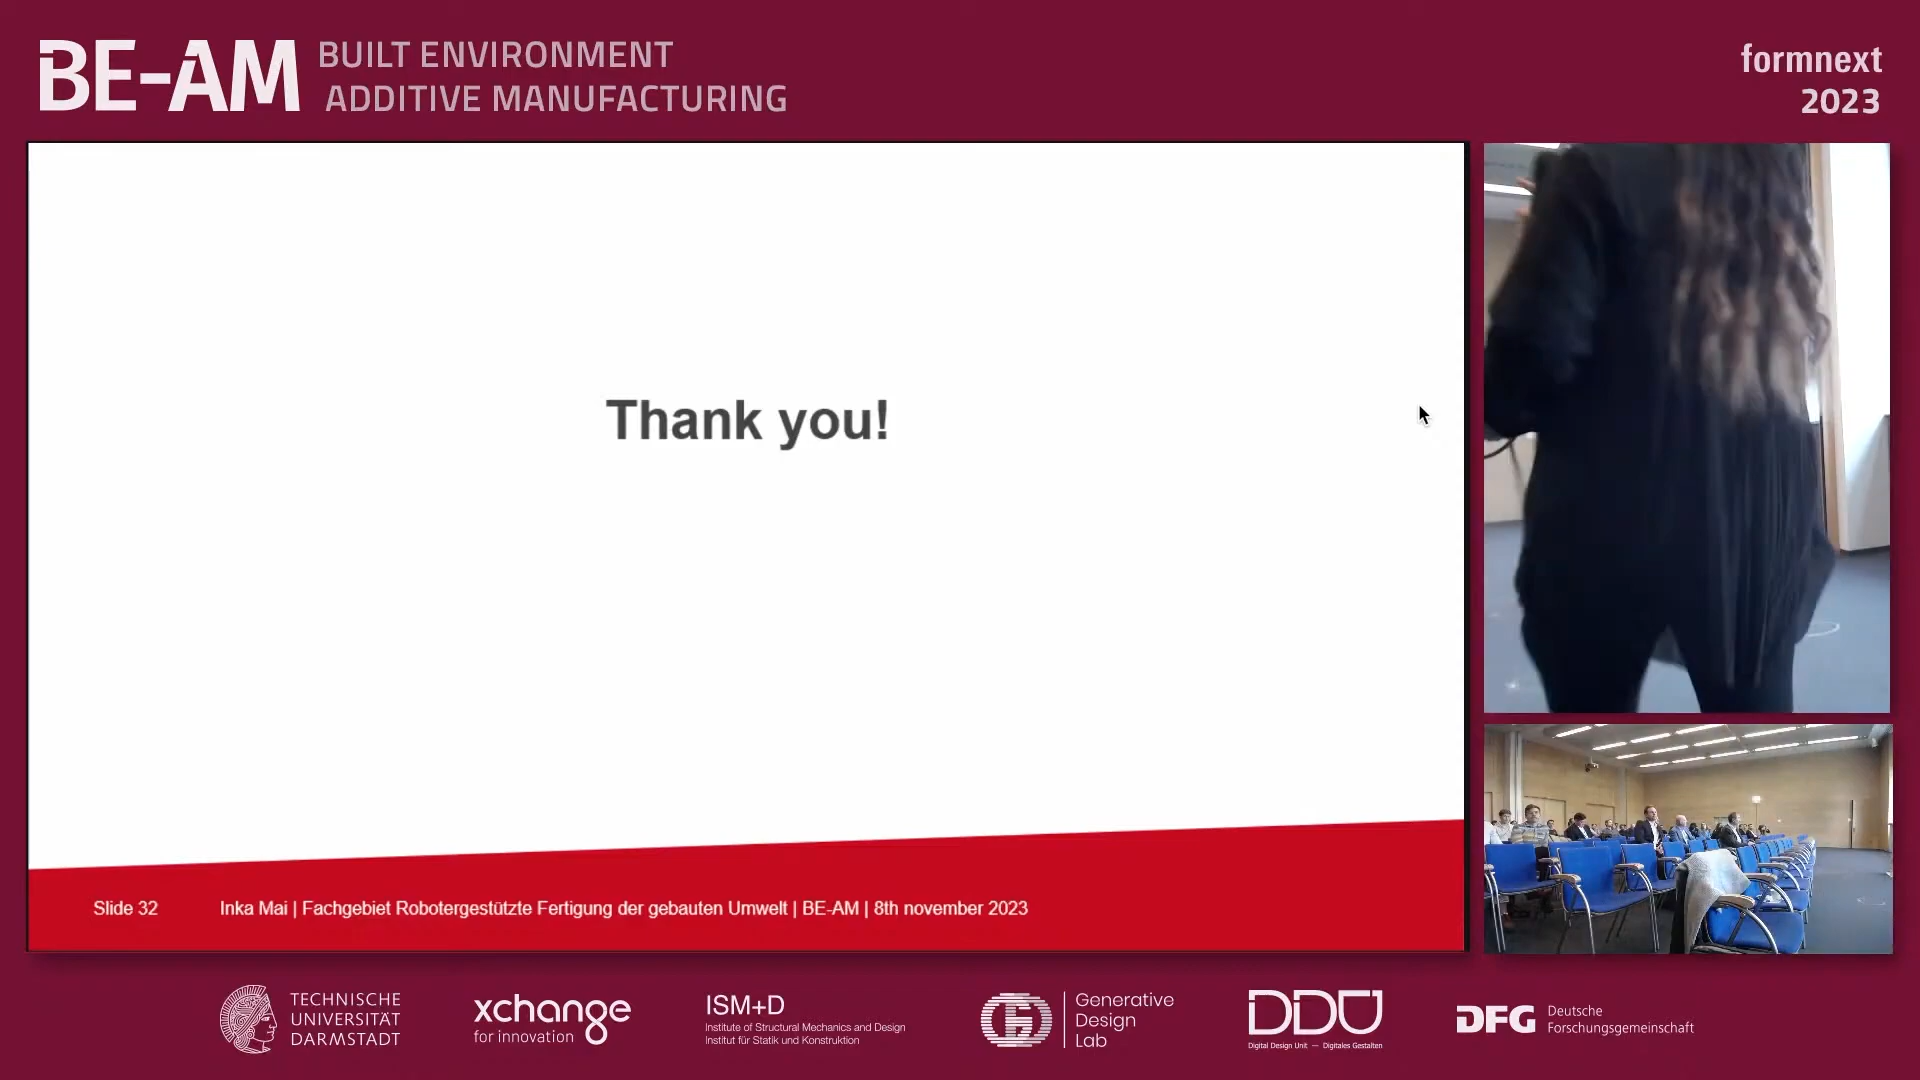 BE-AM
BUILT ENVIRONMENT
ADDITIVE MANUFACTURING
formnext
2023
Thank you!
Slide 32
Inka Mai | Fachgebiet Robotergestützte Fertigung der gebauten Umwelt | BE-AM | 8th november 2023
TECHNISCHE
UNIVERSITÄT
DARMSTADT
xchange
for innovation
ISM+D
Institute of Structural Mechanics and Design
Institut für Statik und Konstruktion
Generative
Design
Lab
DDU
Digital Design Unit — Digitales Gestalten
DFG
Deutsche
Forschungsgemeinschaft